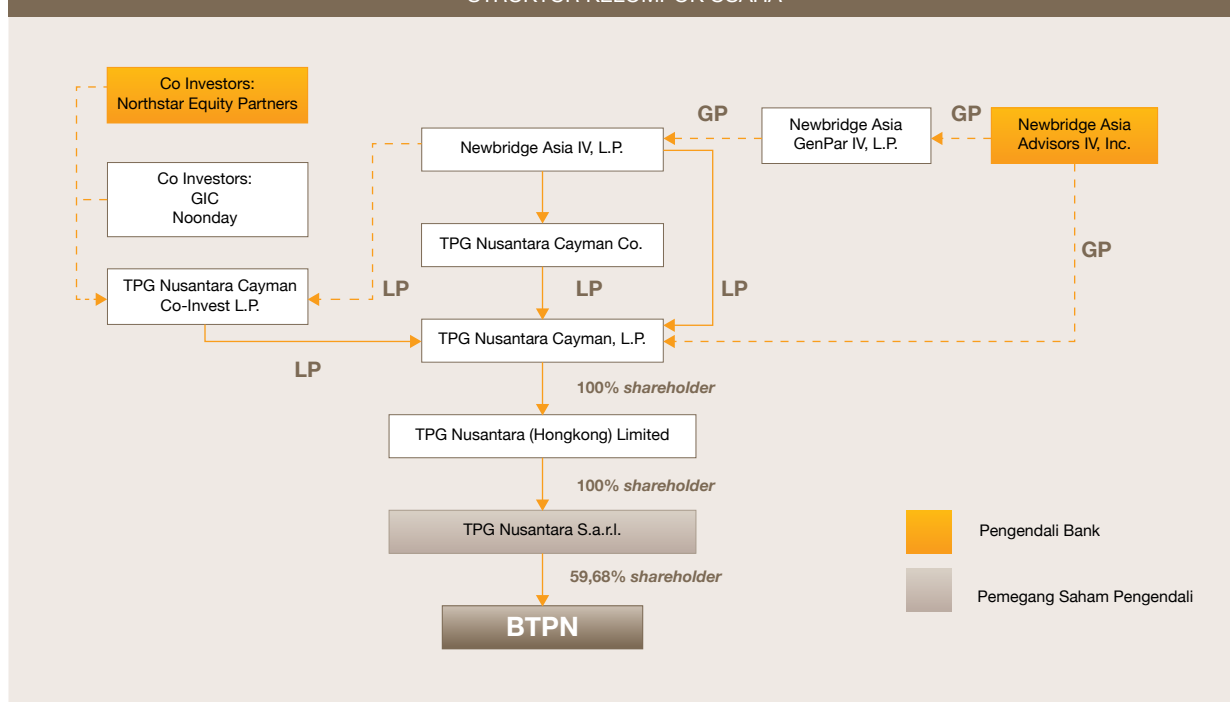 Co Investors:
Northstar Equity Partners
Co Investors:
GIC
Noonday
TPG Nusantara Cayman
Co-Invest L.P.
LP
LP
Newbridge Asia IV, L.P.
GP
Newbridge Asia
GenPar IV, L.P.
GP
Newbridge Asia
Advisors IV, Inc.
GP
TPG Nusantara Cayman Co.
LP
LP
TPG Nusantara Cayman, L.P.
100% shareholder
TPG Nusantara (Hongkong) Limited
100% shareholder
TPG Nusantara S.a.r.l.
59,68% shareholder
BTPN
Pengendali Bank
Pemegang Saham Pengendali